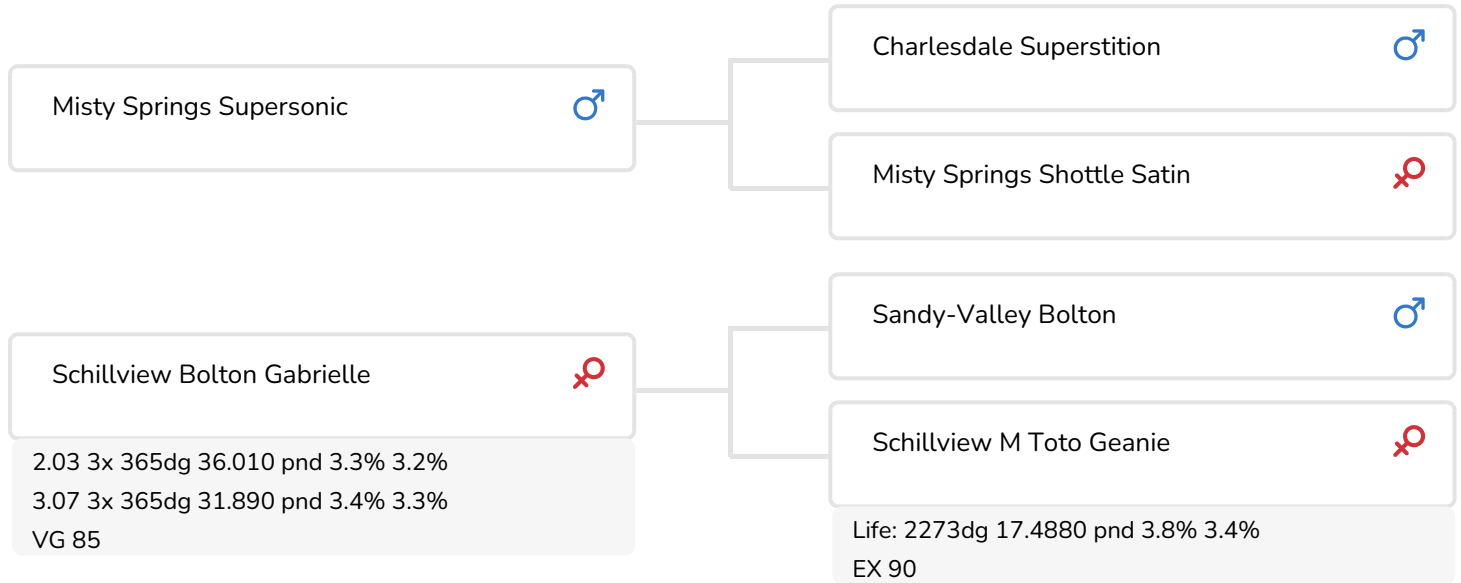 Charlesdale Superstition
Misty Springs Supersonic
Misty Springs Shottle Satin
Sandy-Valley Bolton
Schillview Bolton Gabrielle
2.03 3x 365dg 36.010 pnd 3.3% 3.2%
3.07 3x 365dg 31.890 pnd 3.4% 3.3%
VG 85
Schillview M Toto Geanie
Life: 2273dg 17.4880 pnd 3.8% 3.4%
EX 90